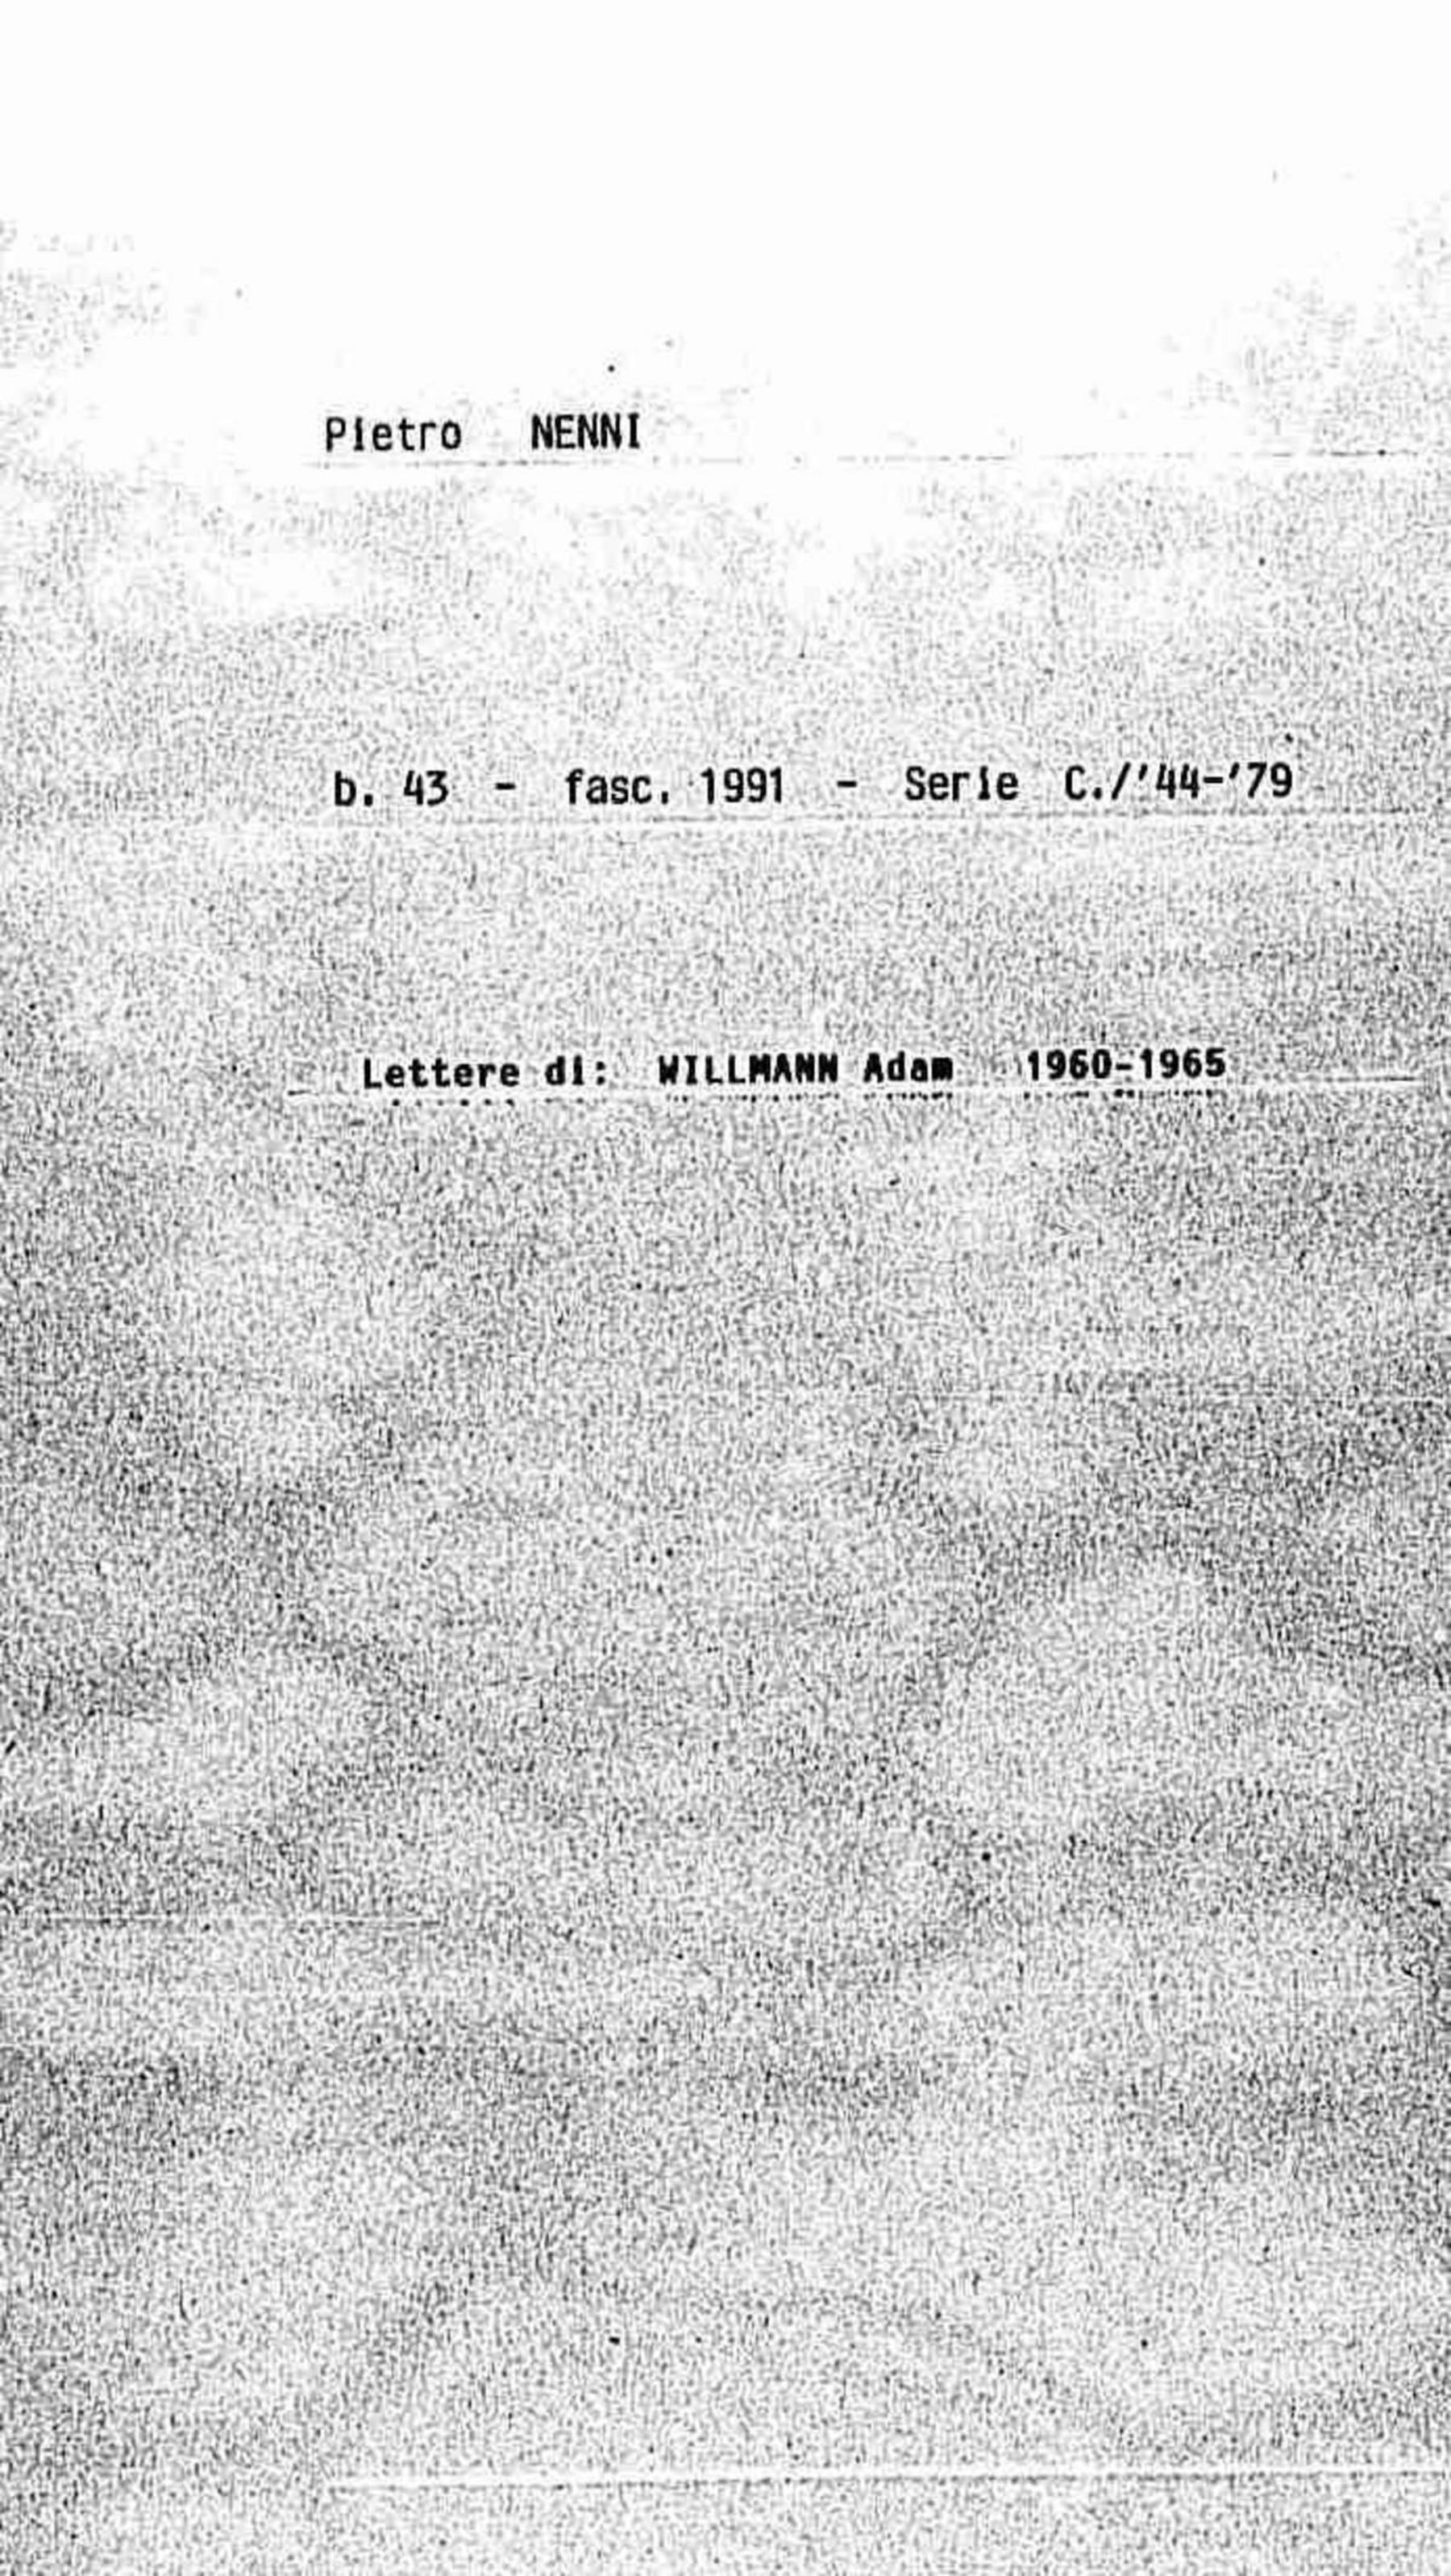 Pietro NENNI
b. 43 - fasc. 1991 - Serie C./'44-'79
Lettere di: WILLMANN Adam 1960-1965